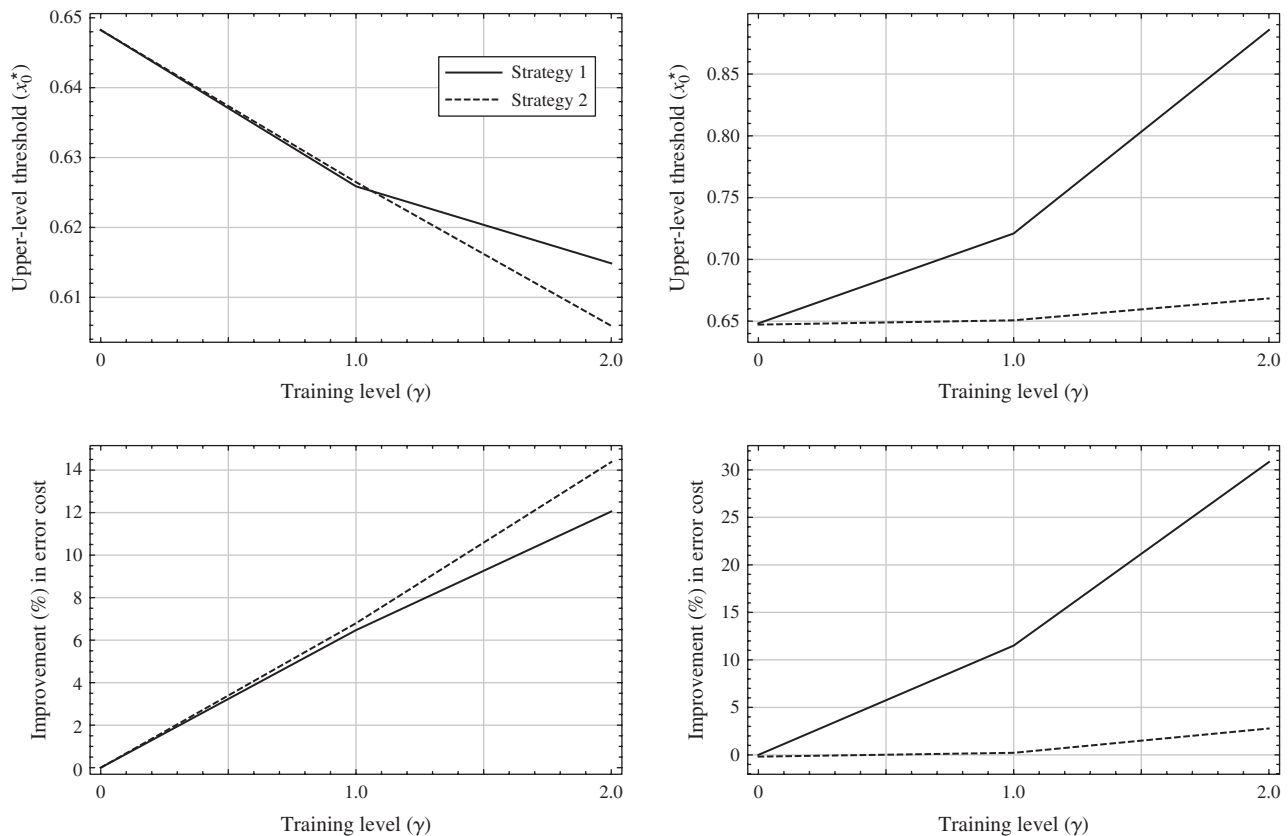 Upper-level threshold (x₀*)
0.65
0.64
0.63
0.62
0.61
0 1.0 2.0
Training level (γ)
Strategy 1
Strategy 2
Upper-level threshold (x₀*)
0.85
0.80
0.75
0.70
0.65
0 1.0 2.0
Training level (γ)
Improvement (%) in error cost
14
12
10
8
6
4
2
0
0 1.0 2.0
Training level (γ)
Improvement (%) in error cost
30
25
20
15
10
5
0
0 1.0 2.0
Training level (γ)